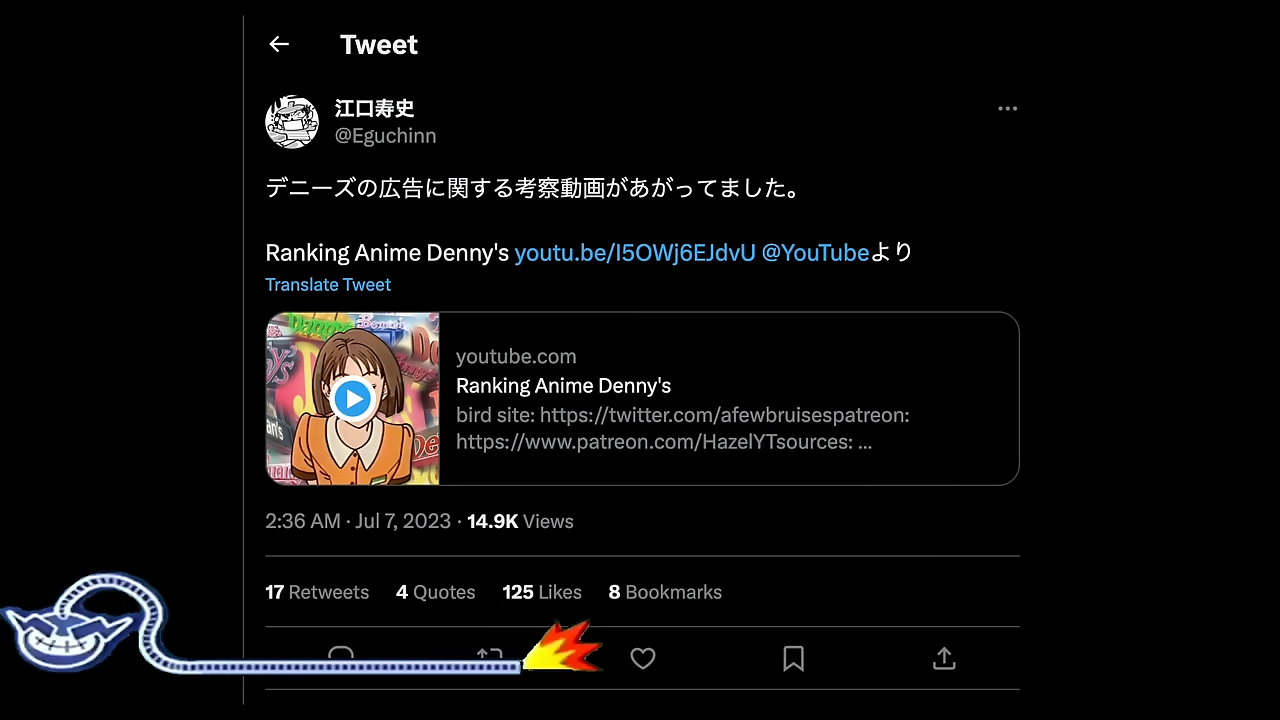 Tweet
江口寿史
@Eguchinn
デニーズの広告に関する考察動画があがってました。
Ranking Anime Denny's youtu.be/I5OWj6EJdvU @YouTubeより
Translate Tweet
youtube.com
Ranking Anime Denny's
bird site: https://twitter.com/afewbruisespatreon:
https://www.patreon.com/HazelYTsources: ...
2:36 AM · Jul 7, 2023 · 14.9K Views
17 Retweets 4 Quotes 125 Likes 8 Bookmarks